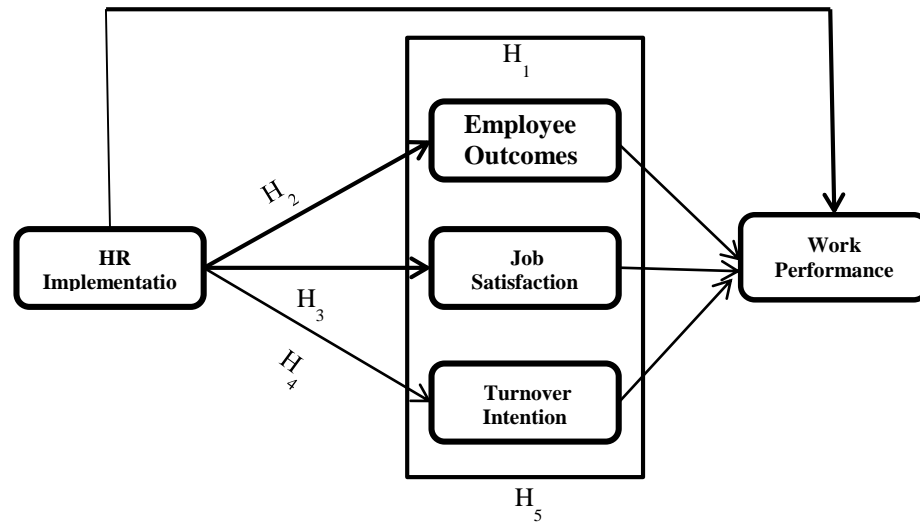 H1
Employee
Outcomes
H2
HR
Implementatio
Job
Satisfaction
Work
Performance
H3
H4
Turnover
Intention
H5